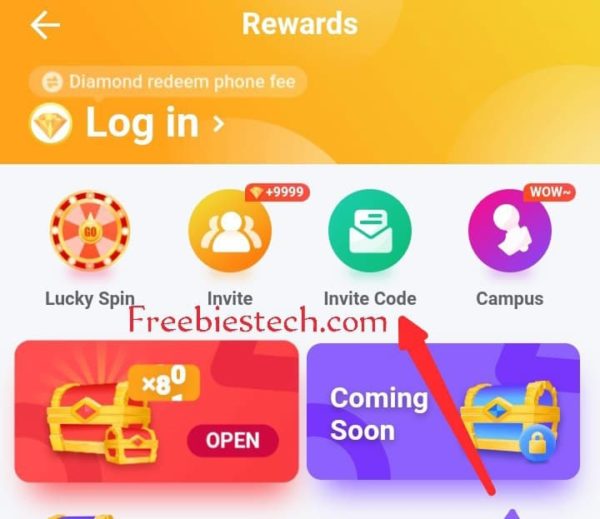 Rewards
Diamond redeem phone fee
Log in >
GO
+9999
WOW~
Lucky Spin
Invite
Invite Code
Campus
Freebiestech.com
OPEN
Coming
Soon